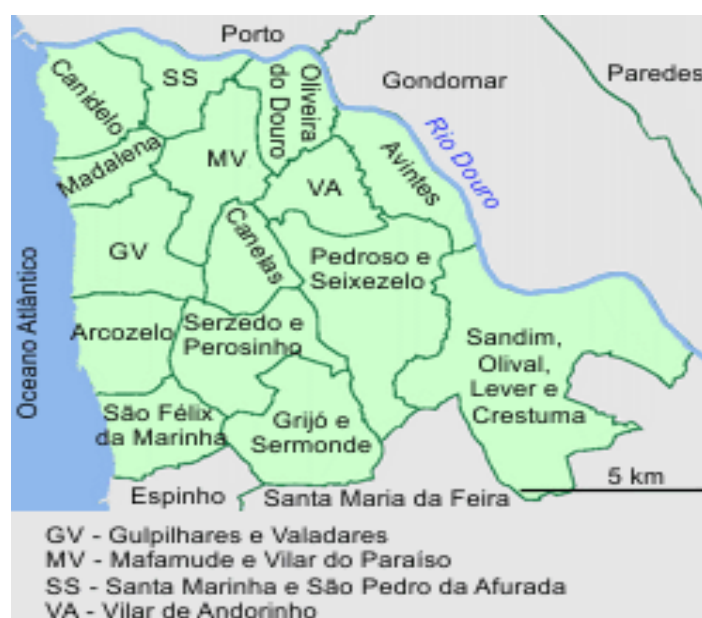 Porto
Gondomar
Paredes
Canidelo
SS
Oliveira
do Douro
Rio Douro
Madalena
MV
VA
Avintes
GV
Canelas
Pedroso e
Seixezelo
Oceano Atlântico
Arcozelo
Serzedo e
Perosinho
Sandim,
Olival,
Lever e
Crestuma
São Félix
da Marinha
Grijó e
Sermonde
5 km
Espinho
Santa Maria da Feira
GV - Gulpilhares e Valadares
MV - Mafamude e Vilar do Paraíso
SS - Santa Marinha e São Pedro da Afurada
VA - Vilar de Andorinho